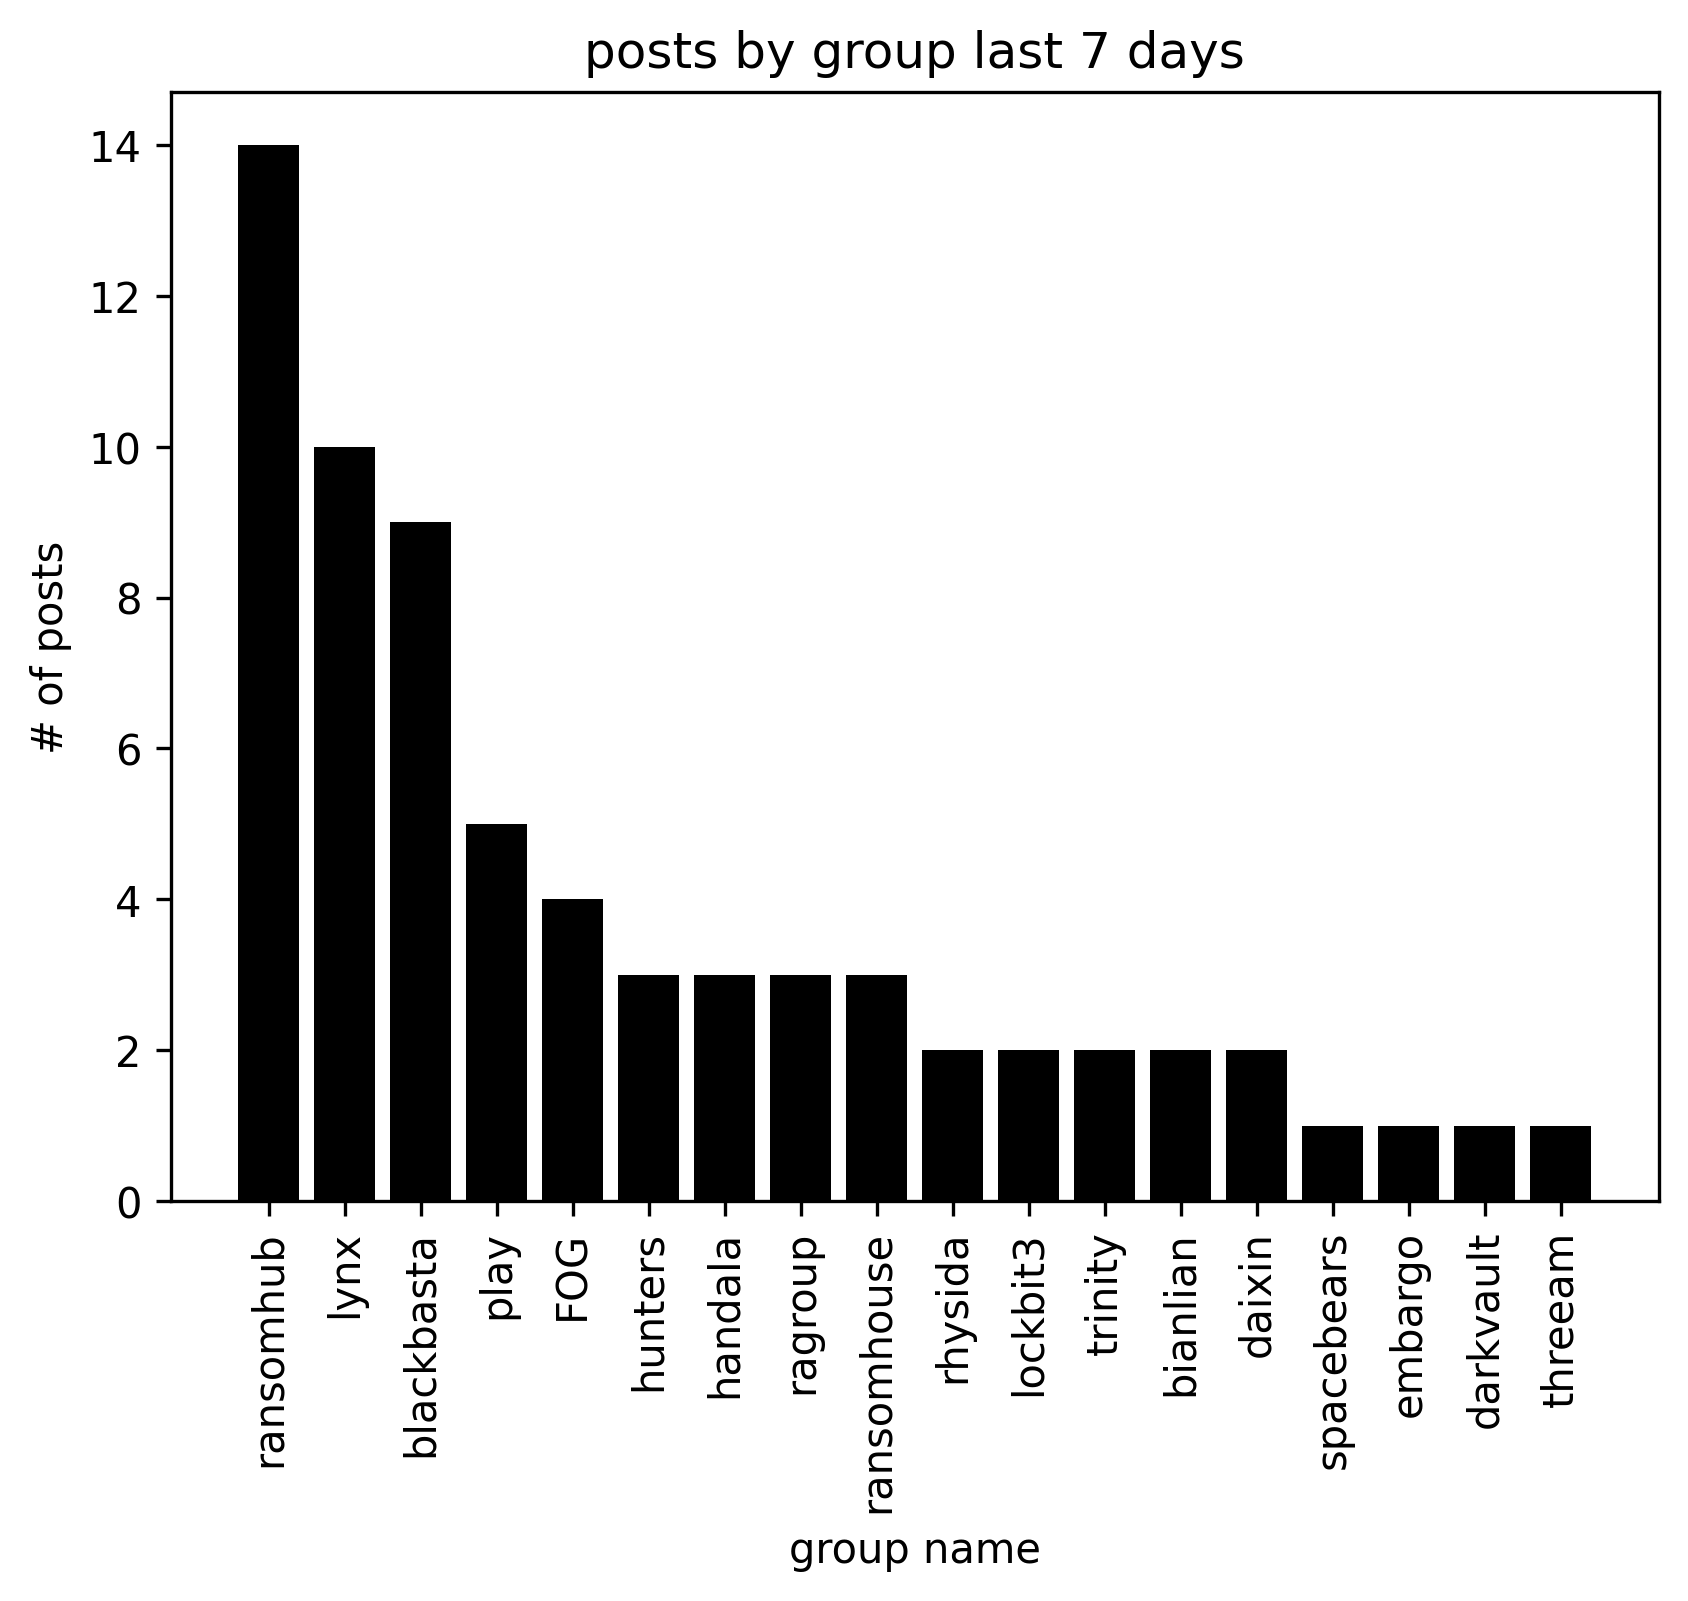 posts by group last 7 days
14
12
10
8
6
4
2
0
# of posts
ransomhub
lynx
blackbasta
play
FOG
hunters
handala
ragroup
ransomhouse
rhysida
lockbit3
trinity
bianlian
daixin
spacebears
embargo
darkvault
threeam
group name